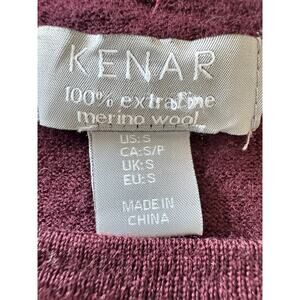 KENAR
100% extrafine
merino wool
US: S
CA: S/P
UK: S
EU: S
MADE IN
CHINA